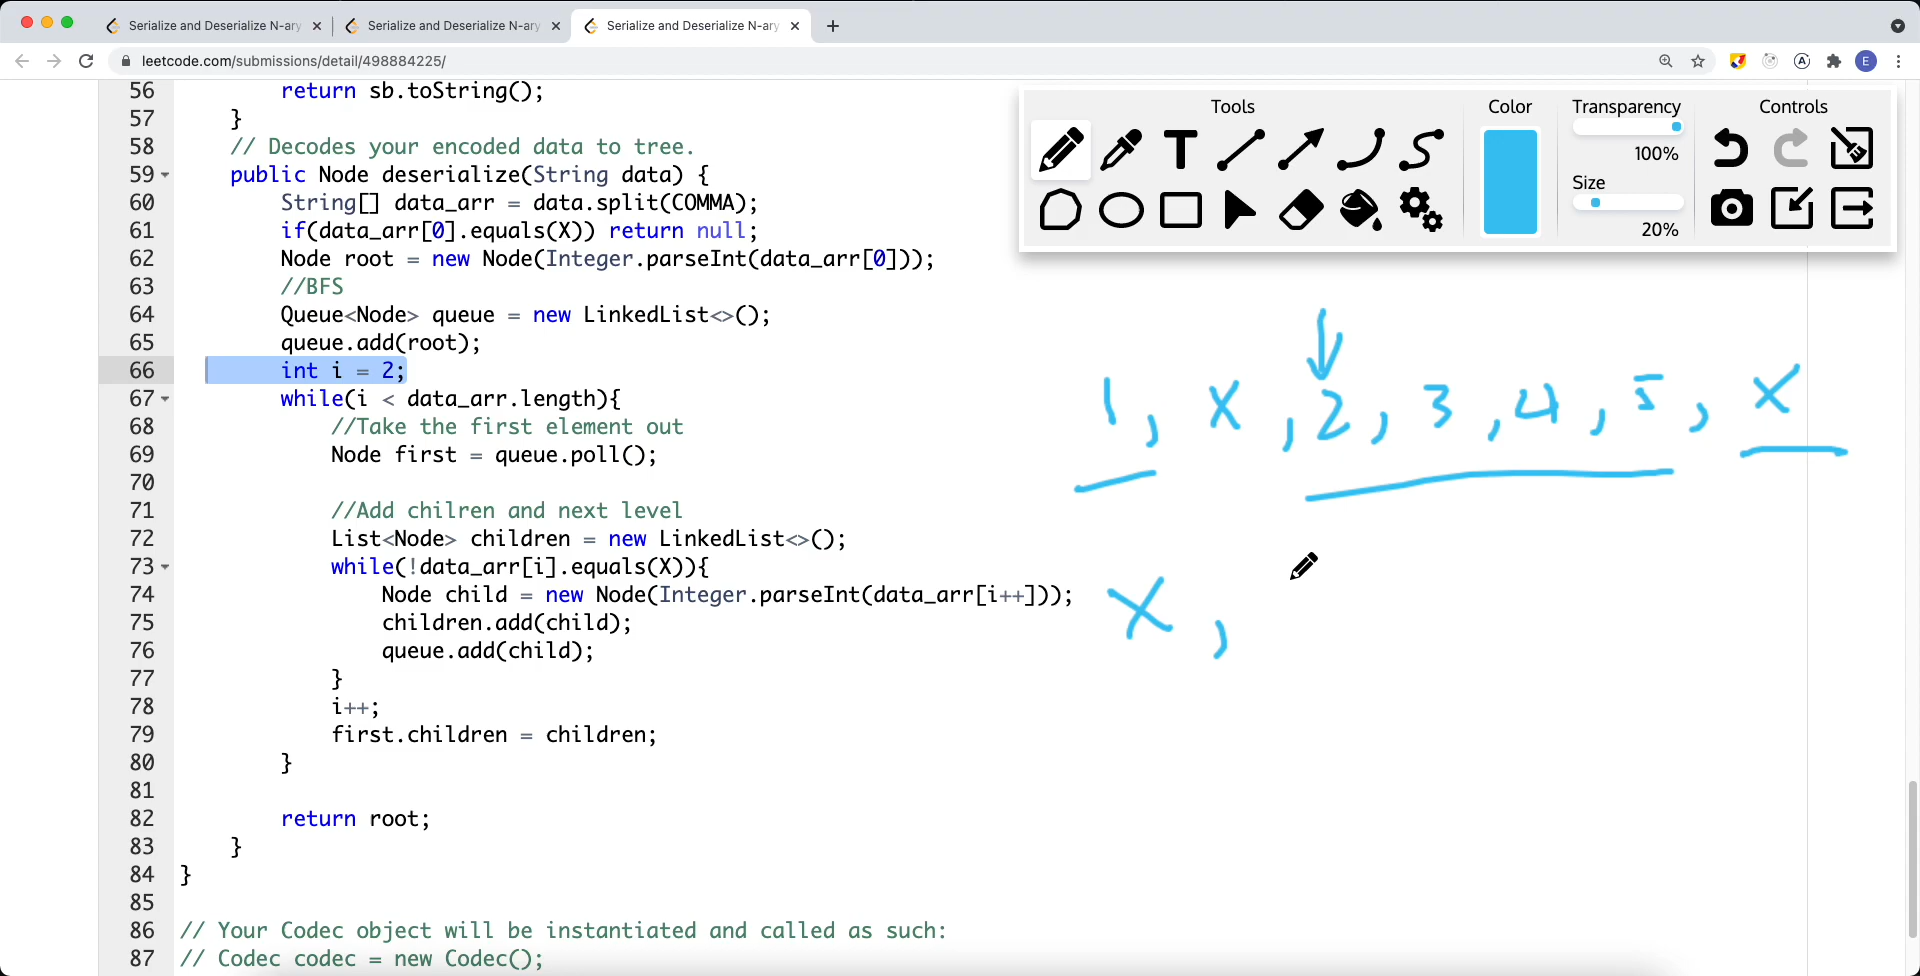 Serialize and Deserialize N-ary
Serialize and Deserialize N-ary
Serialize and Deserialize N-ary
leetcode.com/submissions/detail/498884225/
E
Tools
Color
Transparency
100%
Size
20%
Controls
56 return sb.toString();
57 }
58 // Decodes your encoded data to tree.
59 public Node deserialize(String data) {
60 String[] data_arr = data.split(COMMA);
61 if(data_arr[0].equals(X)) return null;
62 Node root = new Node(Integer.parseInt(data_arr[0]));
63 //BFS
64 Queue<Node> queue = new LinkedList<>();
65 queue.add(root);
66 int i = 2;
67 while(i < data_arr.length){
68 //Take the first element out
69 Node first = queue.poll();
70
71 //Add chilren and next level
72 List<Node> children = new LinkedList<>();
73 while(!data_arr[i].equals(X)){
74 Node child = new Node(Integer.parseInt(data_arr[i++]));
75 children.add(child);
76 queue.add(child);
77 }
78 i++;
79 first.children = children;
80 }
81
82 return root;
83 }
84 }
85
86 // Your Codec object will be instantiated and called as such:
87 // Codec codec = new Codec();
1, X, 2, 3, 4, 5, X
X,